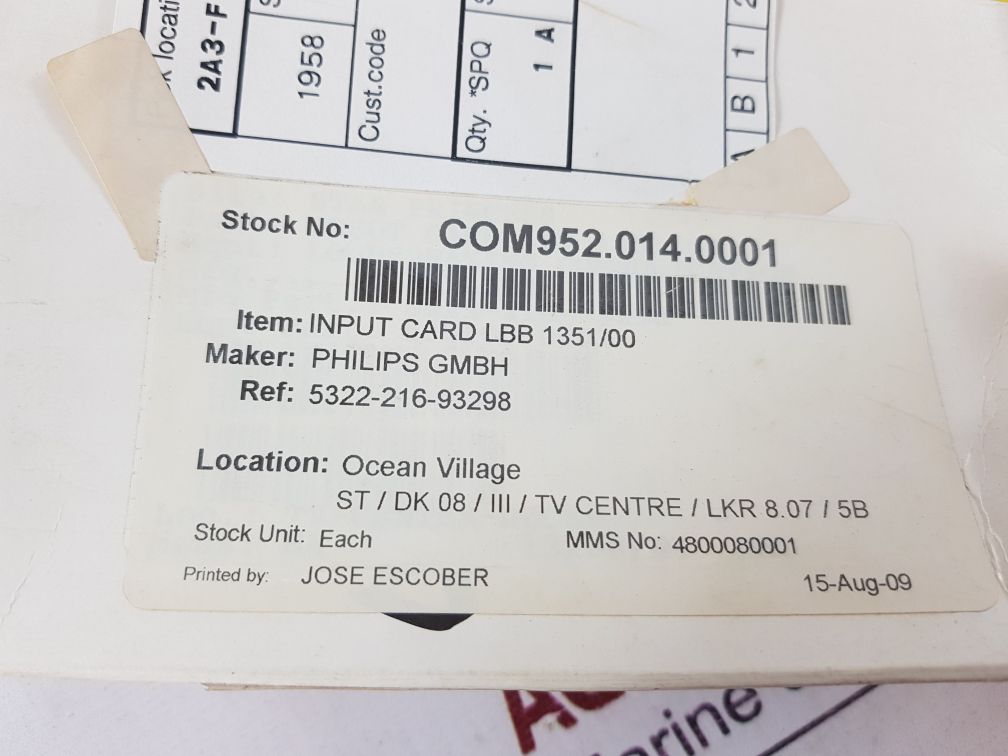 2A3-F
1958
Cust.code
Qty. *SPQ
1 A
B 1 2
Stock No: COM952.014.0001
Item: INPUT CARD LBB 1351/00
Maker: PHILIPS GMBH
Ref: 5322-216-93298
Location: Ocean Village
ST / DK 08 / III / TV CENTRE / LKR 8.07 / 5B
Stock Unit: Each MMS No: 4800080001
Printed by: JOSE ESCOBER 15-Aug-09